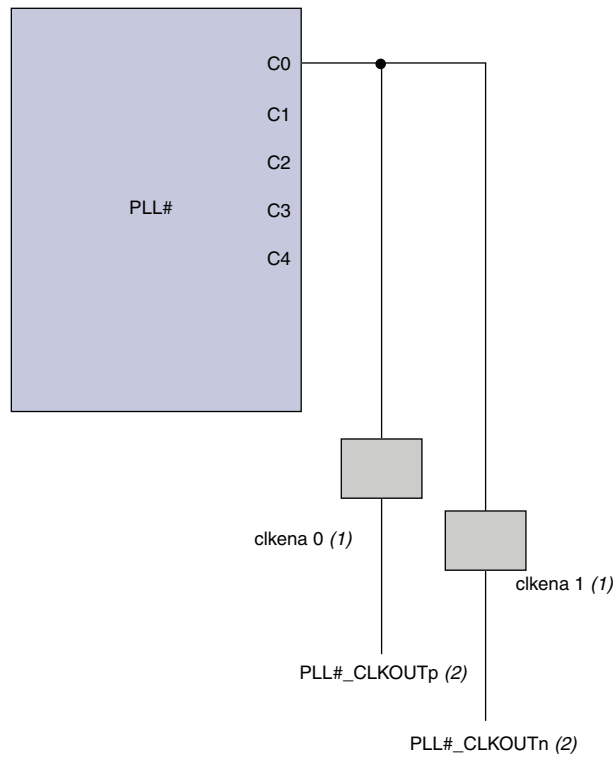 C0
C1
C2
PLL#
C3
C4
clkena 0 (1)
clkena 1 (1)
PLL#_CLKOUTp (2)
PLL#_CLKOUTn (2)